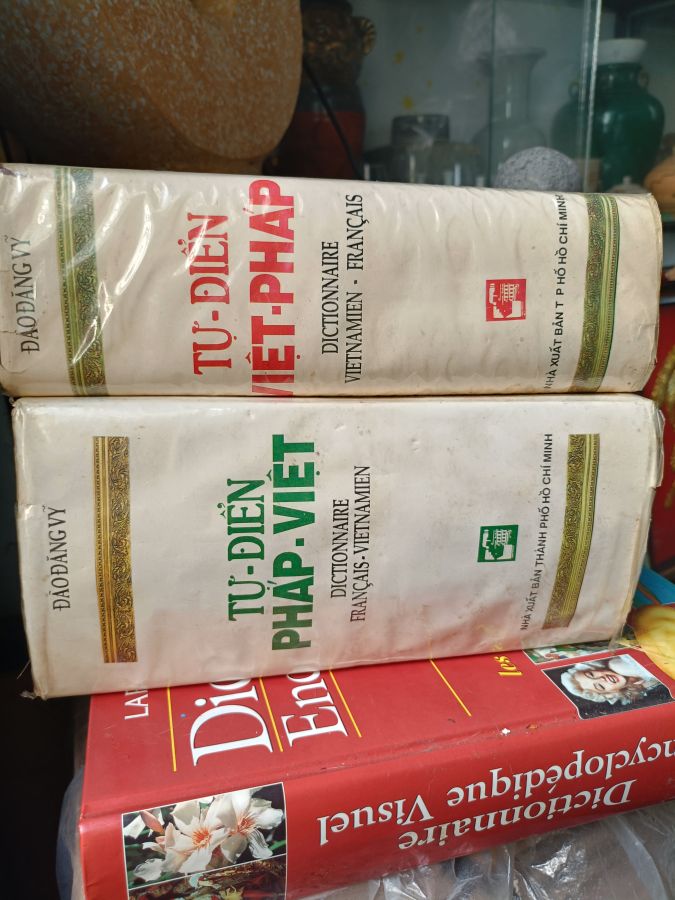 ĐÀO ĐĂNG VỸ
TỰ-ĐIỂN
VIỆT-PHÁP
DICTIONNAIRE
VIETNAMIEN - FRANÇAIS
NHÀ XUẤT BẢN T P HỒ CHÍ MINH
ĐÀO ĐĂNG VỸ
TỰ-ĐIỂN
PHÁP-VIỆT
DICTIONNAIRE
FRANÇAIS-VIETNAMIEN
NHÀ XUẤT BẢN THÀNH PHỐ HỒ CHÍ MINH
Dictionnaire
Encyclopédique Visuel